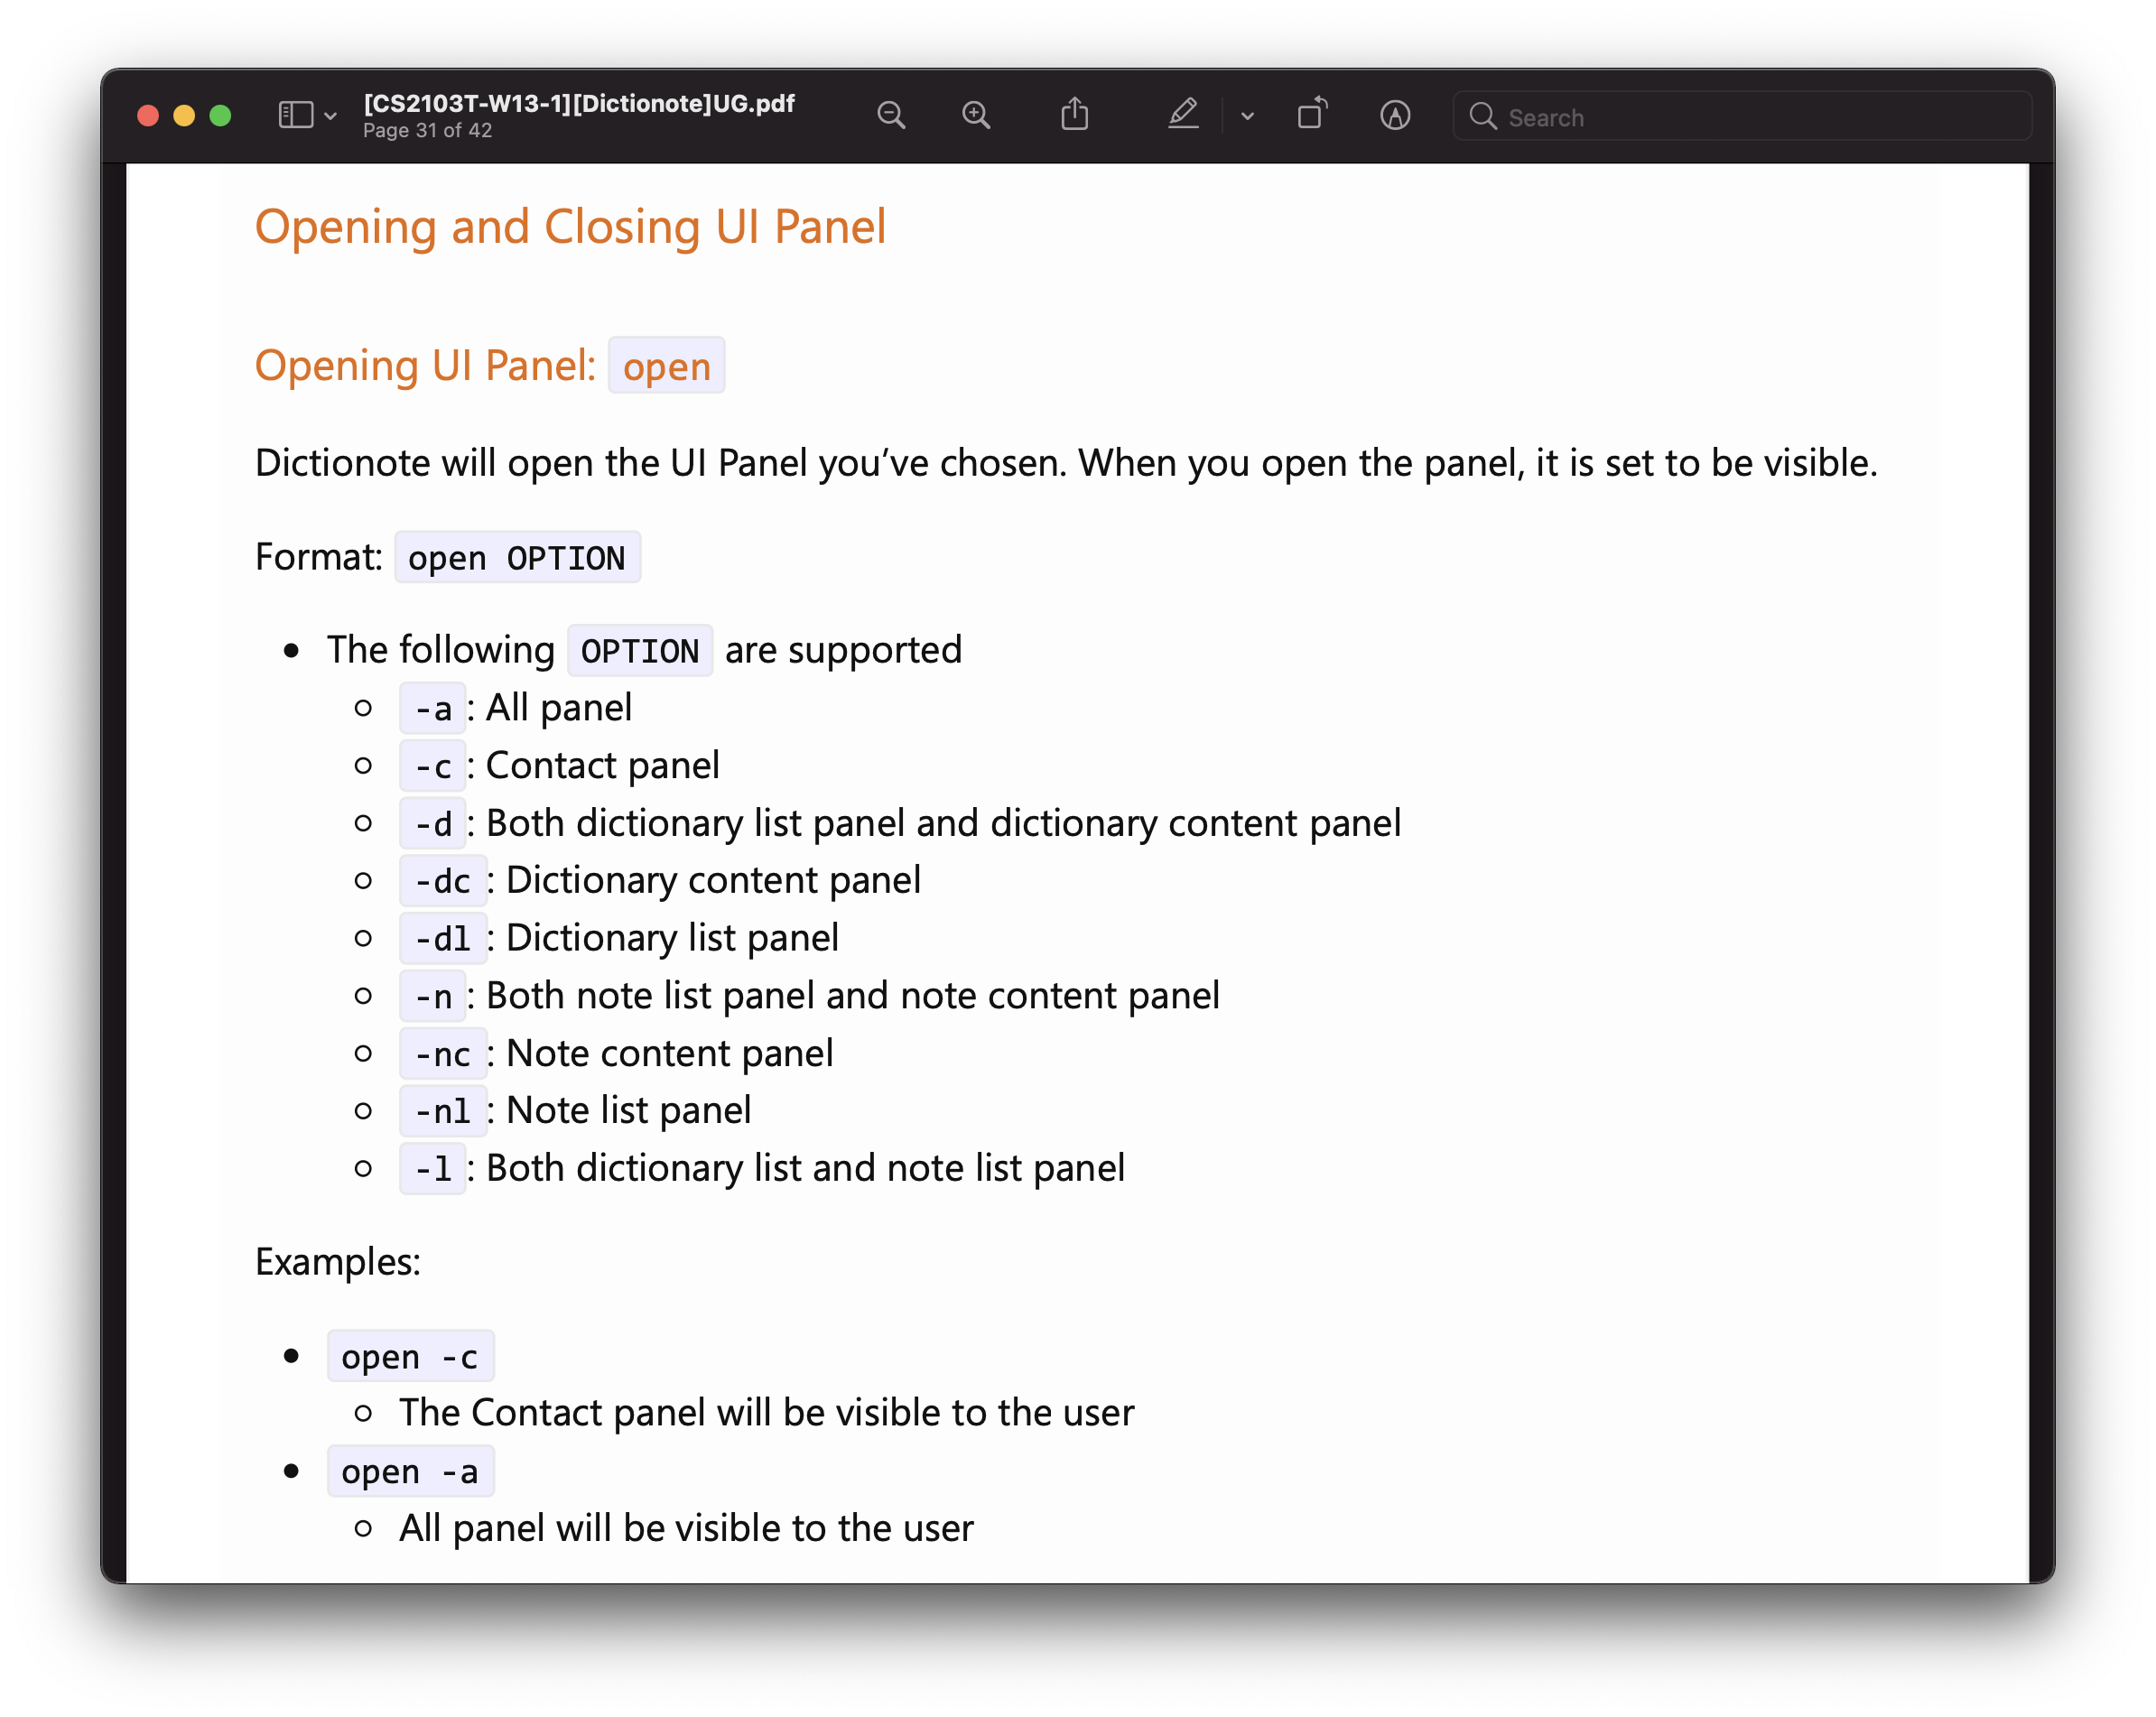 [CS2103T-W13-1][Dictionote]UG.pdf
Page 31 of 42
Search
Opening and Closing UI Panel
Opening UI Panel: open
Dictionote will open the UI Panel you’ve chosen. When you open the panel, it is set to be visible.
Format: open OPTION
• The following OPTION are supported
○ -a : All panel
○ -c : Contact panel
○ -d : Both dictionary list panel and dictionary content panel
○ -dc : Dictionary content panel
○ -dl : Dictionary list panel
○ -n : Both note list panel and note content panel
○ -nc : Note content panel
○ -nl : Note list panel
○ -l : Both dictionary list and note list panel
Examples:
• open -c
○ The Contact panel will be visible to the user
• open -a
○ All panel will be visible to the user